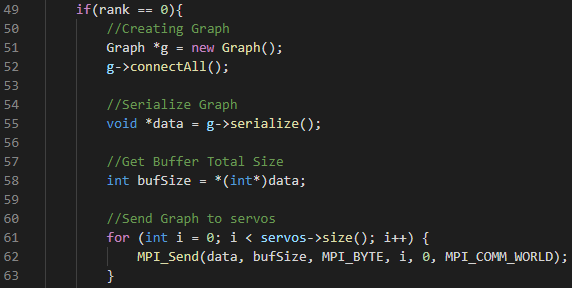 49 if(rank == 0){
50 //Creating Graph
51 Graph *g = new Graph();
52 g->connectAll();
53
54 //Serialize Graph
55 void *data = g->serialize();
56
57 //Get Buffer Total Size
58 int bufSize = *(int*)data;
59
60 //Send Graph to servos
61 for (int i = 0; i < servos->size(); i++) {
62 MPI_Send(data, bufSize, MPI_BYTE, i, 0, MPI_COMM_WORLD);
63 }